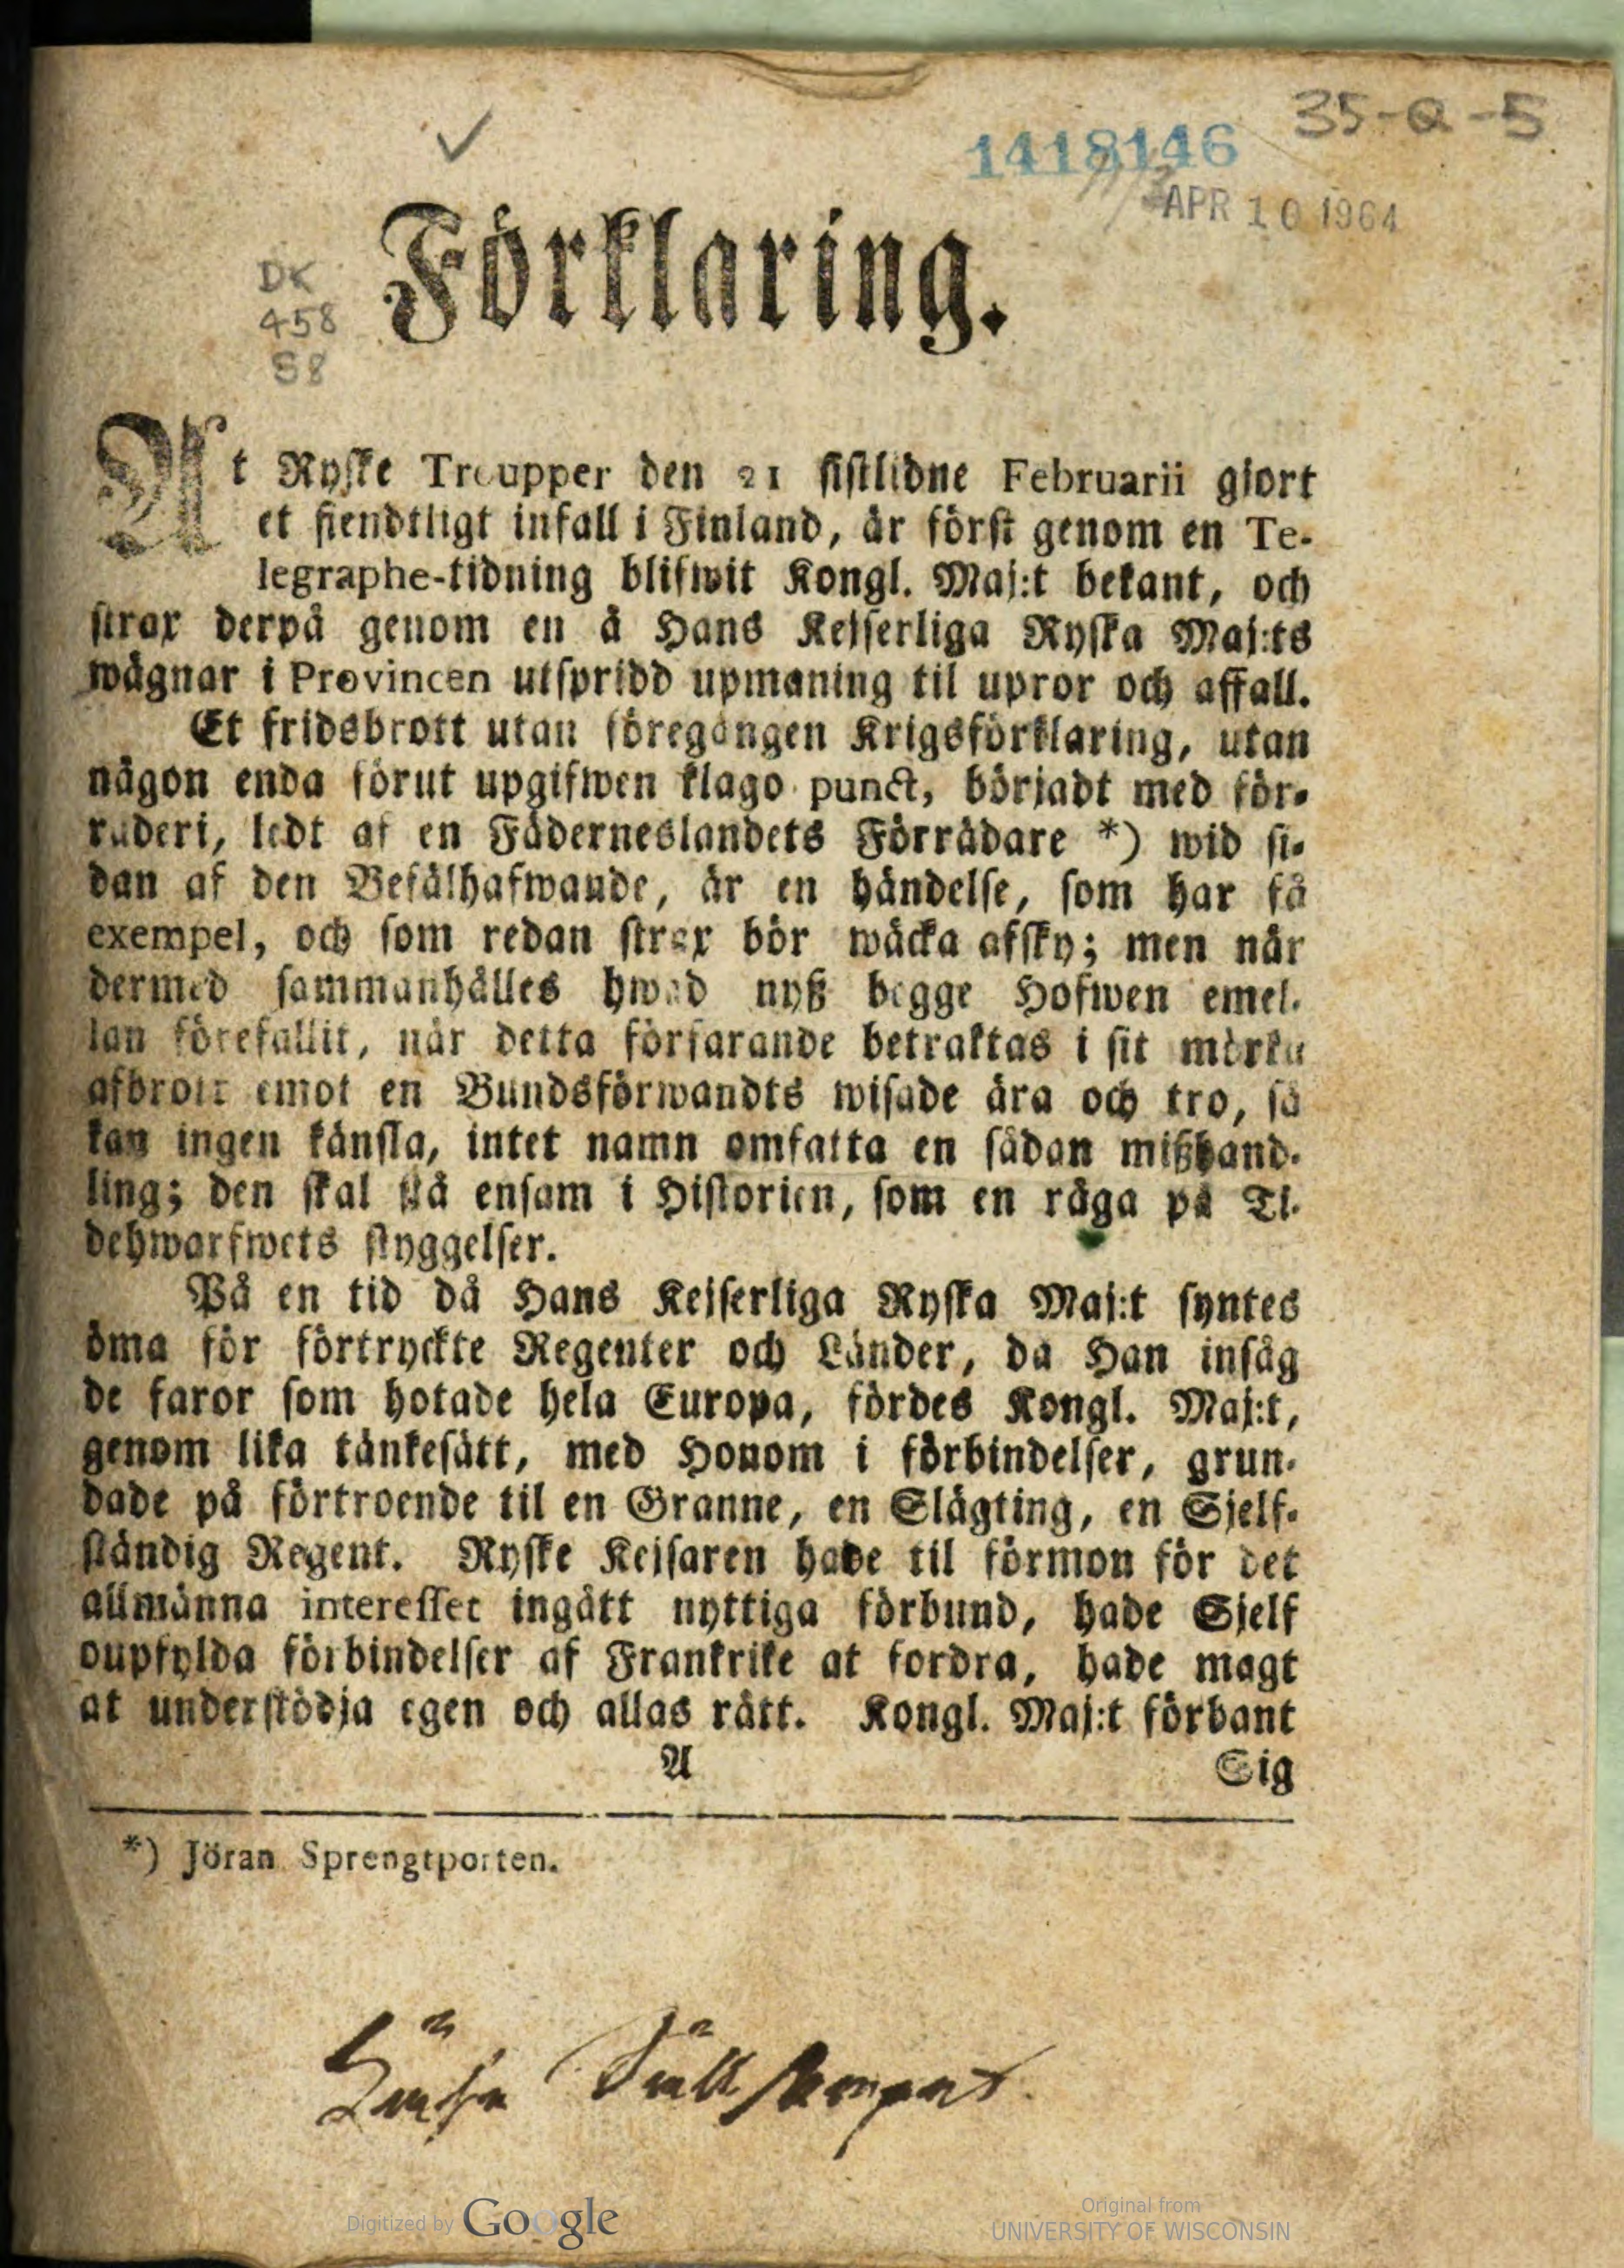 35-Q-5
1418146
APR 10 1964
Förklaring.
DK
458
S8
At Ryske Troupper den 21 sistlidne Februarii giort
et fiendtligt infall i Finland, är först genom en Te-
legraphe-tidning blifwit Kongl. Maj:t bekant, och
strax derpå genom en å Hans Kejserliga Ryska Maj:ts
wägnar i Provincen utspridd upmaning til upror och affall.
Et fridsbrott utan föregången Krigsförklaring, utan
någon enda förut upgifwen klago-punct, börjadt med för-
räderi, ledt af en Fäderneslandets Förrädare *) wid si-
dan af den Befälhafwande, är en händelse, som har få
exempel, och som redan strax bör wäcka afsky; men när
dermed sammanhålles hwad nyß begge Hofwen emel-
lan förefallit, når detta förfarande betraktas i sit mörka
afbrott emot en Bundsförwandts wisade ära och tro, så
kan ingen känsla, intet namn omfatta en sådan mißhand-
ling; den skal stå ensam i Historien, som en råga på Ti-
dehwarfwets styggelser.
På en tid då Hans Kejserliga Ryska Maj:t syntes
öma för förtryckte Regenter och Länder, då Han insåg
de faror som hotade hela Europa, fördes Kongl. Maj:t,
genom lika tänkesätt, med Honom i förbindelser, grun-
dade på förtroende til en Granne, en Slägting, en Sjelf-
ständig Regent. Ryske Kejsaren hade til förmon för det
allmänna interesset ingått nyttiga förbund, hade Sjelf
oupfylda förbindelser af Frankrike at fordra, hade magt
at understödja egen och allas rätt. Kongl. Maj:t förbant
A
Sig
*) Jöran Sprengtporten.
Digitized by Google
Original from
UNIVERSITY OF WISCONSIN